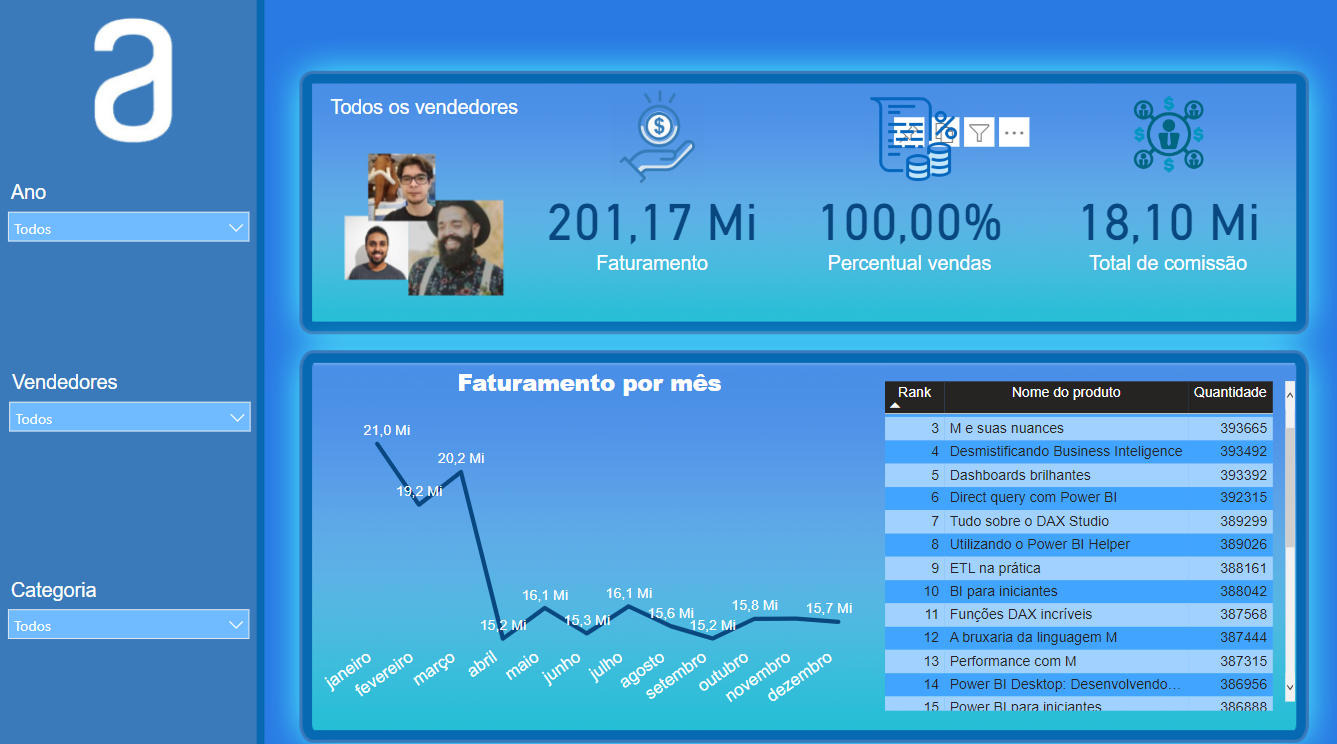 a
Ano
Todos
Vendedores
Todos
Categoria
Todos
Todos os vendedores
$
%
201,17 Mi
Faturamento
100,00%
Percentual vendas
18,10 Mi
Total de comissão
Faturamento por mês
21,0 Mi
19,2 Mi
20,2 Mi
15,2 Mi
16,1 Mi
15,3 Mi
16,1 Mi
15,6 Mi
15,2 Mi
15,8 Mi
15,7 Mi
janeiro
fevereiro
março
abril
maio
junho
julho
agosto
setembro
outubro
novembro
dezembro
Rank Nome do produto Quantidade
3 M e suas nuances 393665
4 Desmistificando Business Inteligence 393492
5 Dashboards brilhantes 393392
6 Direct query com Power BI 392315
7 Tudo sobre o DAX Studio 389299
8 Utilizando o Power BI Helper 389026
9 ETL na prática 388161
10 BI para iniciantes 388042
11 Funções DAX incríveis 387568
12 A bruxaria da linguagem M 387444
13 Performance com M 387315
14 Power BI Desktop: Desenvolvendo... 386956
15 Power BI para iniciantes 386888